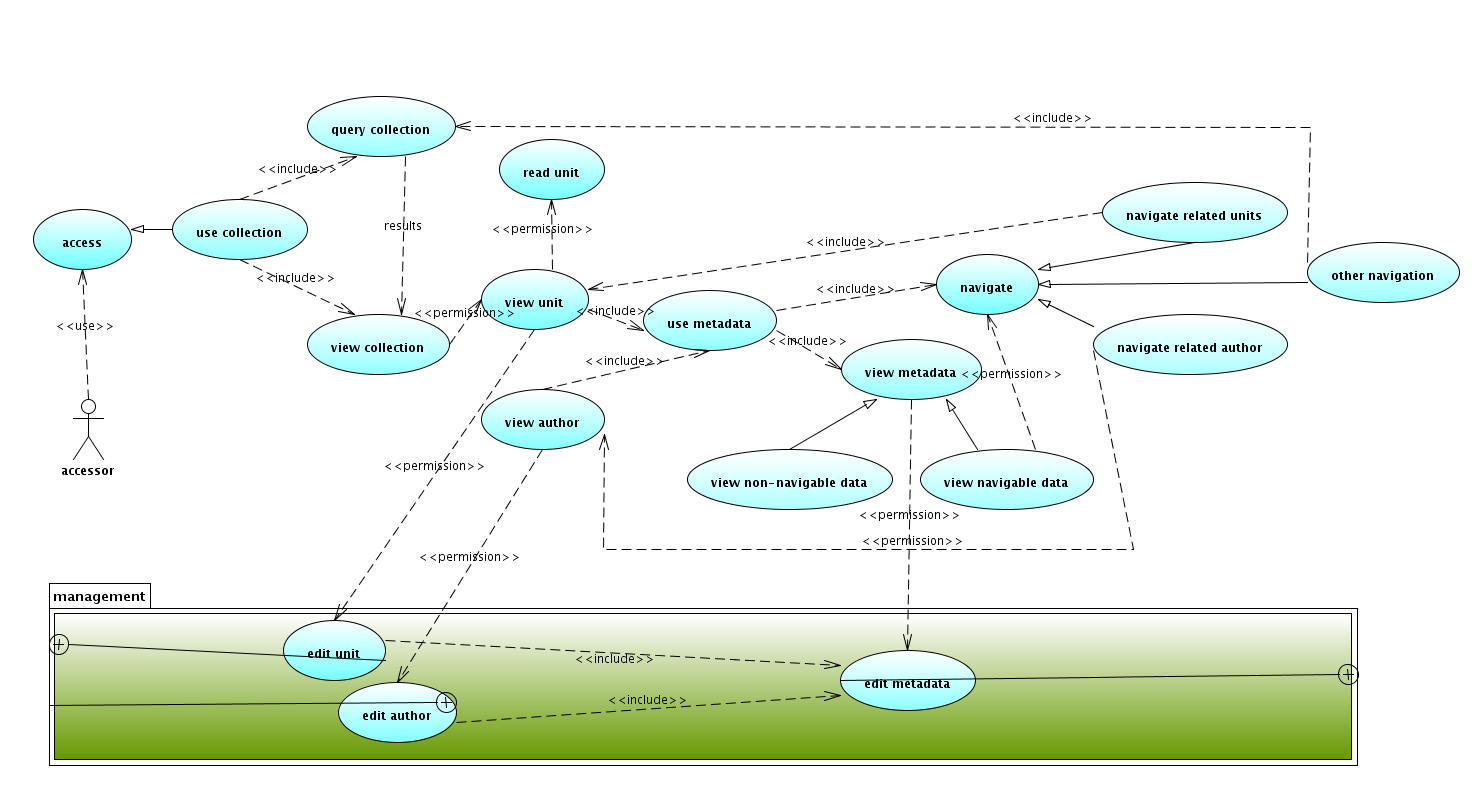 <<include>>
query collection
<<include>>
read unit
navigate related units
results
<<permission>>
use collection
access
<<include>>
other navigation
<<include>>
<<include>>
navigate
view unit
<<permission>>
<<include>>
use metadata
<<use>>
view collection
<<include>>
navigate related author
<<include>>
view metadata
<<permission>>
view author
<<permission>>
accessor
view non-navigable data
view navigable data
<<permission>>
<<permission>>
<<permission>>
management
edit unit
<<include>>
edit metadata
<<include>>
edit author